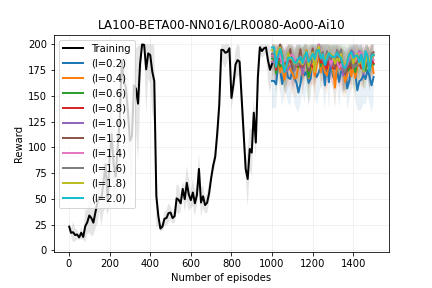 LA100-BETA00-NN016/LR0080-Ao00-Ai10
Reward
200
175
150
125
100
75
50
25
0
Training
(l=0.2)
(l=0.4)
(l=0.6)
(l=0.8)
(l=1.0)
(l=1.2)
(l=1.4)
(l=1.6)
(l=1.8)
(l=2.0)
0 200 400 600 800 1000 1200 1400
Number of episodes